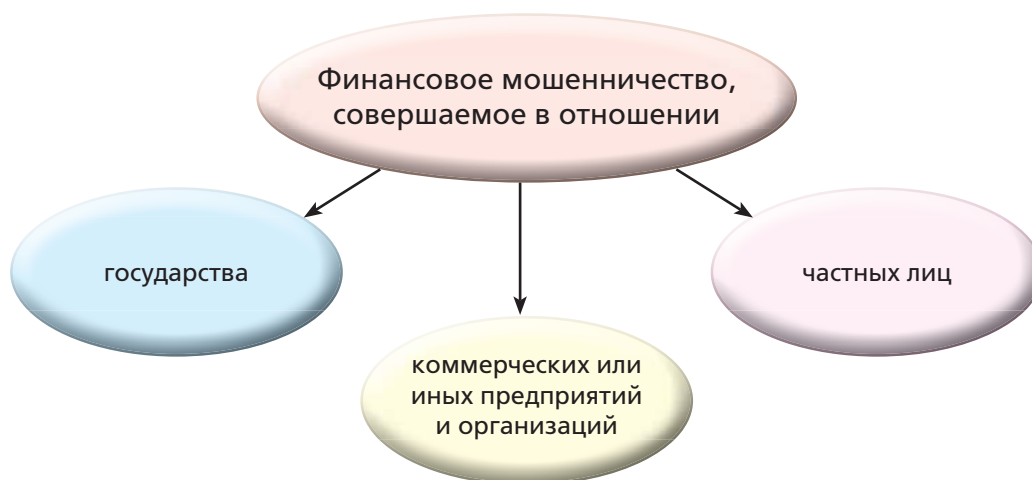 Финансовое мошенничество,
совершаемое в отношении
государства
частных лиц
коммерческих или
иных предприятий
и организаций